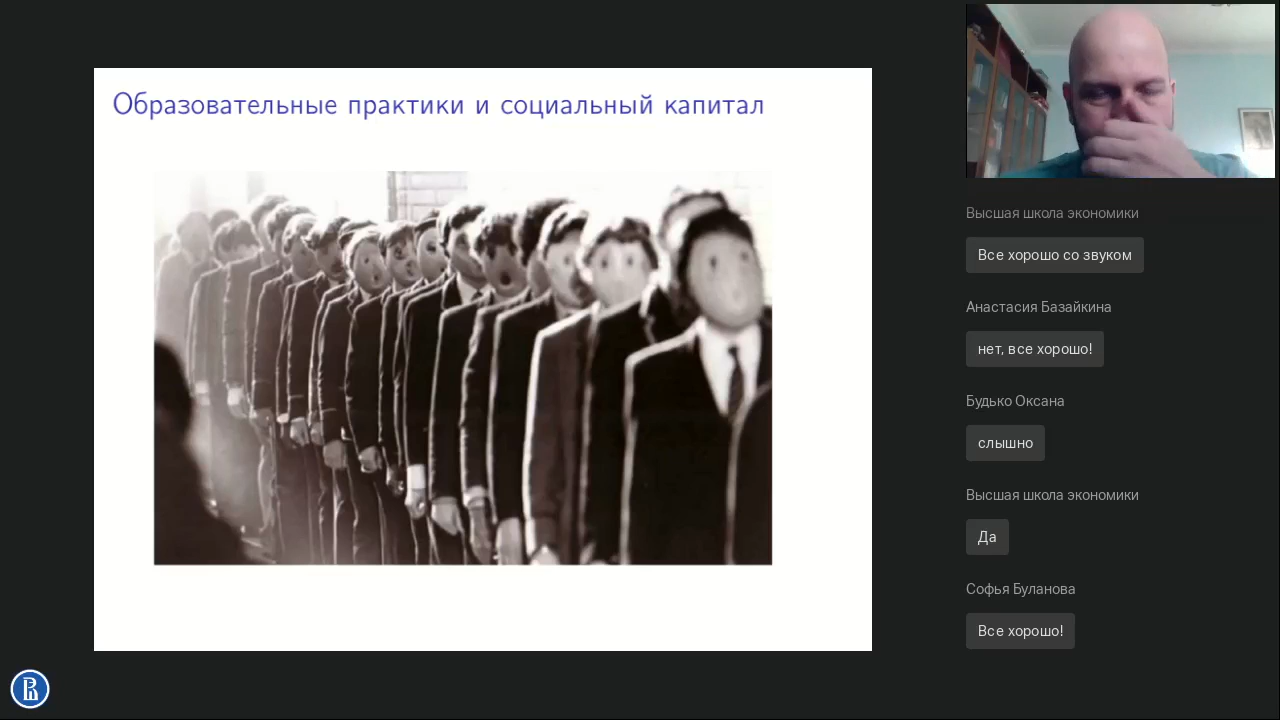 Образовательные практики и социальный капитал
Высшая школа экономики
Все хорошо со звуком
Анастасия Базайкина
нет, все хорошо!
Будько Оксана
слышно
Высшая школа экономики
Да
Софья Буланова
Все хорошо!